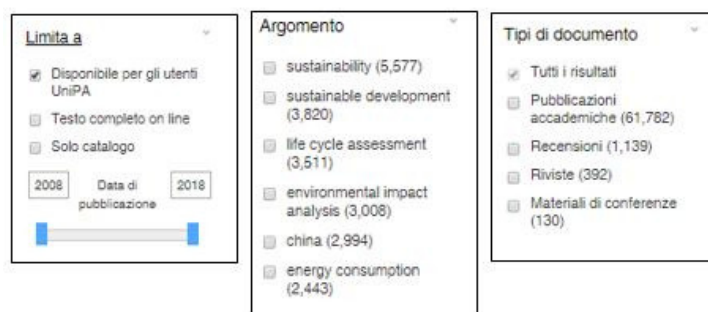 Limita a
Disponibile per gli utenti
UniPA
Testo completo on line
Solo catalogo
2008 Data di pubblicazione 2018
Argomento
sustainability (5,577)
sustainable development
(3,820)
life cycle assessment
(3,511)
environmental impact
analysis (3,008)
china (2,994)
energy consumption
(2,443)
Tipi di documento
Tutti i risultati
Pubblicazioni
accademiche (61,782)
Recensioni (1,139)
Riviste (392)
Materiali di conferenze
(130)